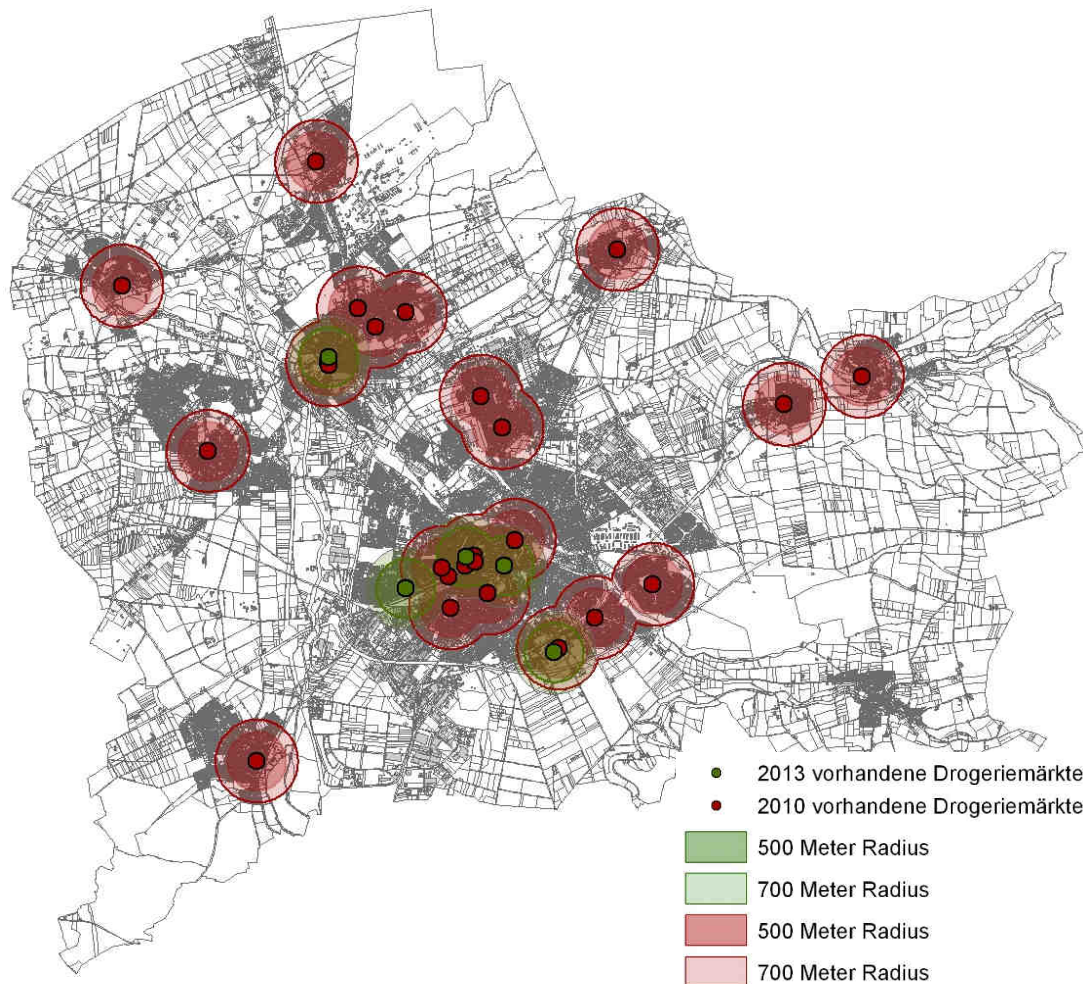 2013 vorhandene Drogeriemärkte
2010 vorhandene Drogeriemärkte
500 Meter Radius
700 Meter Radius
500 Meter Radius
700 Meter Radius